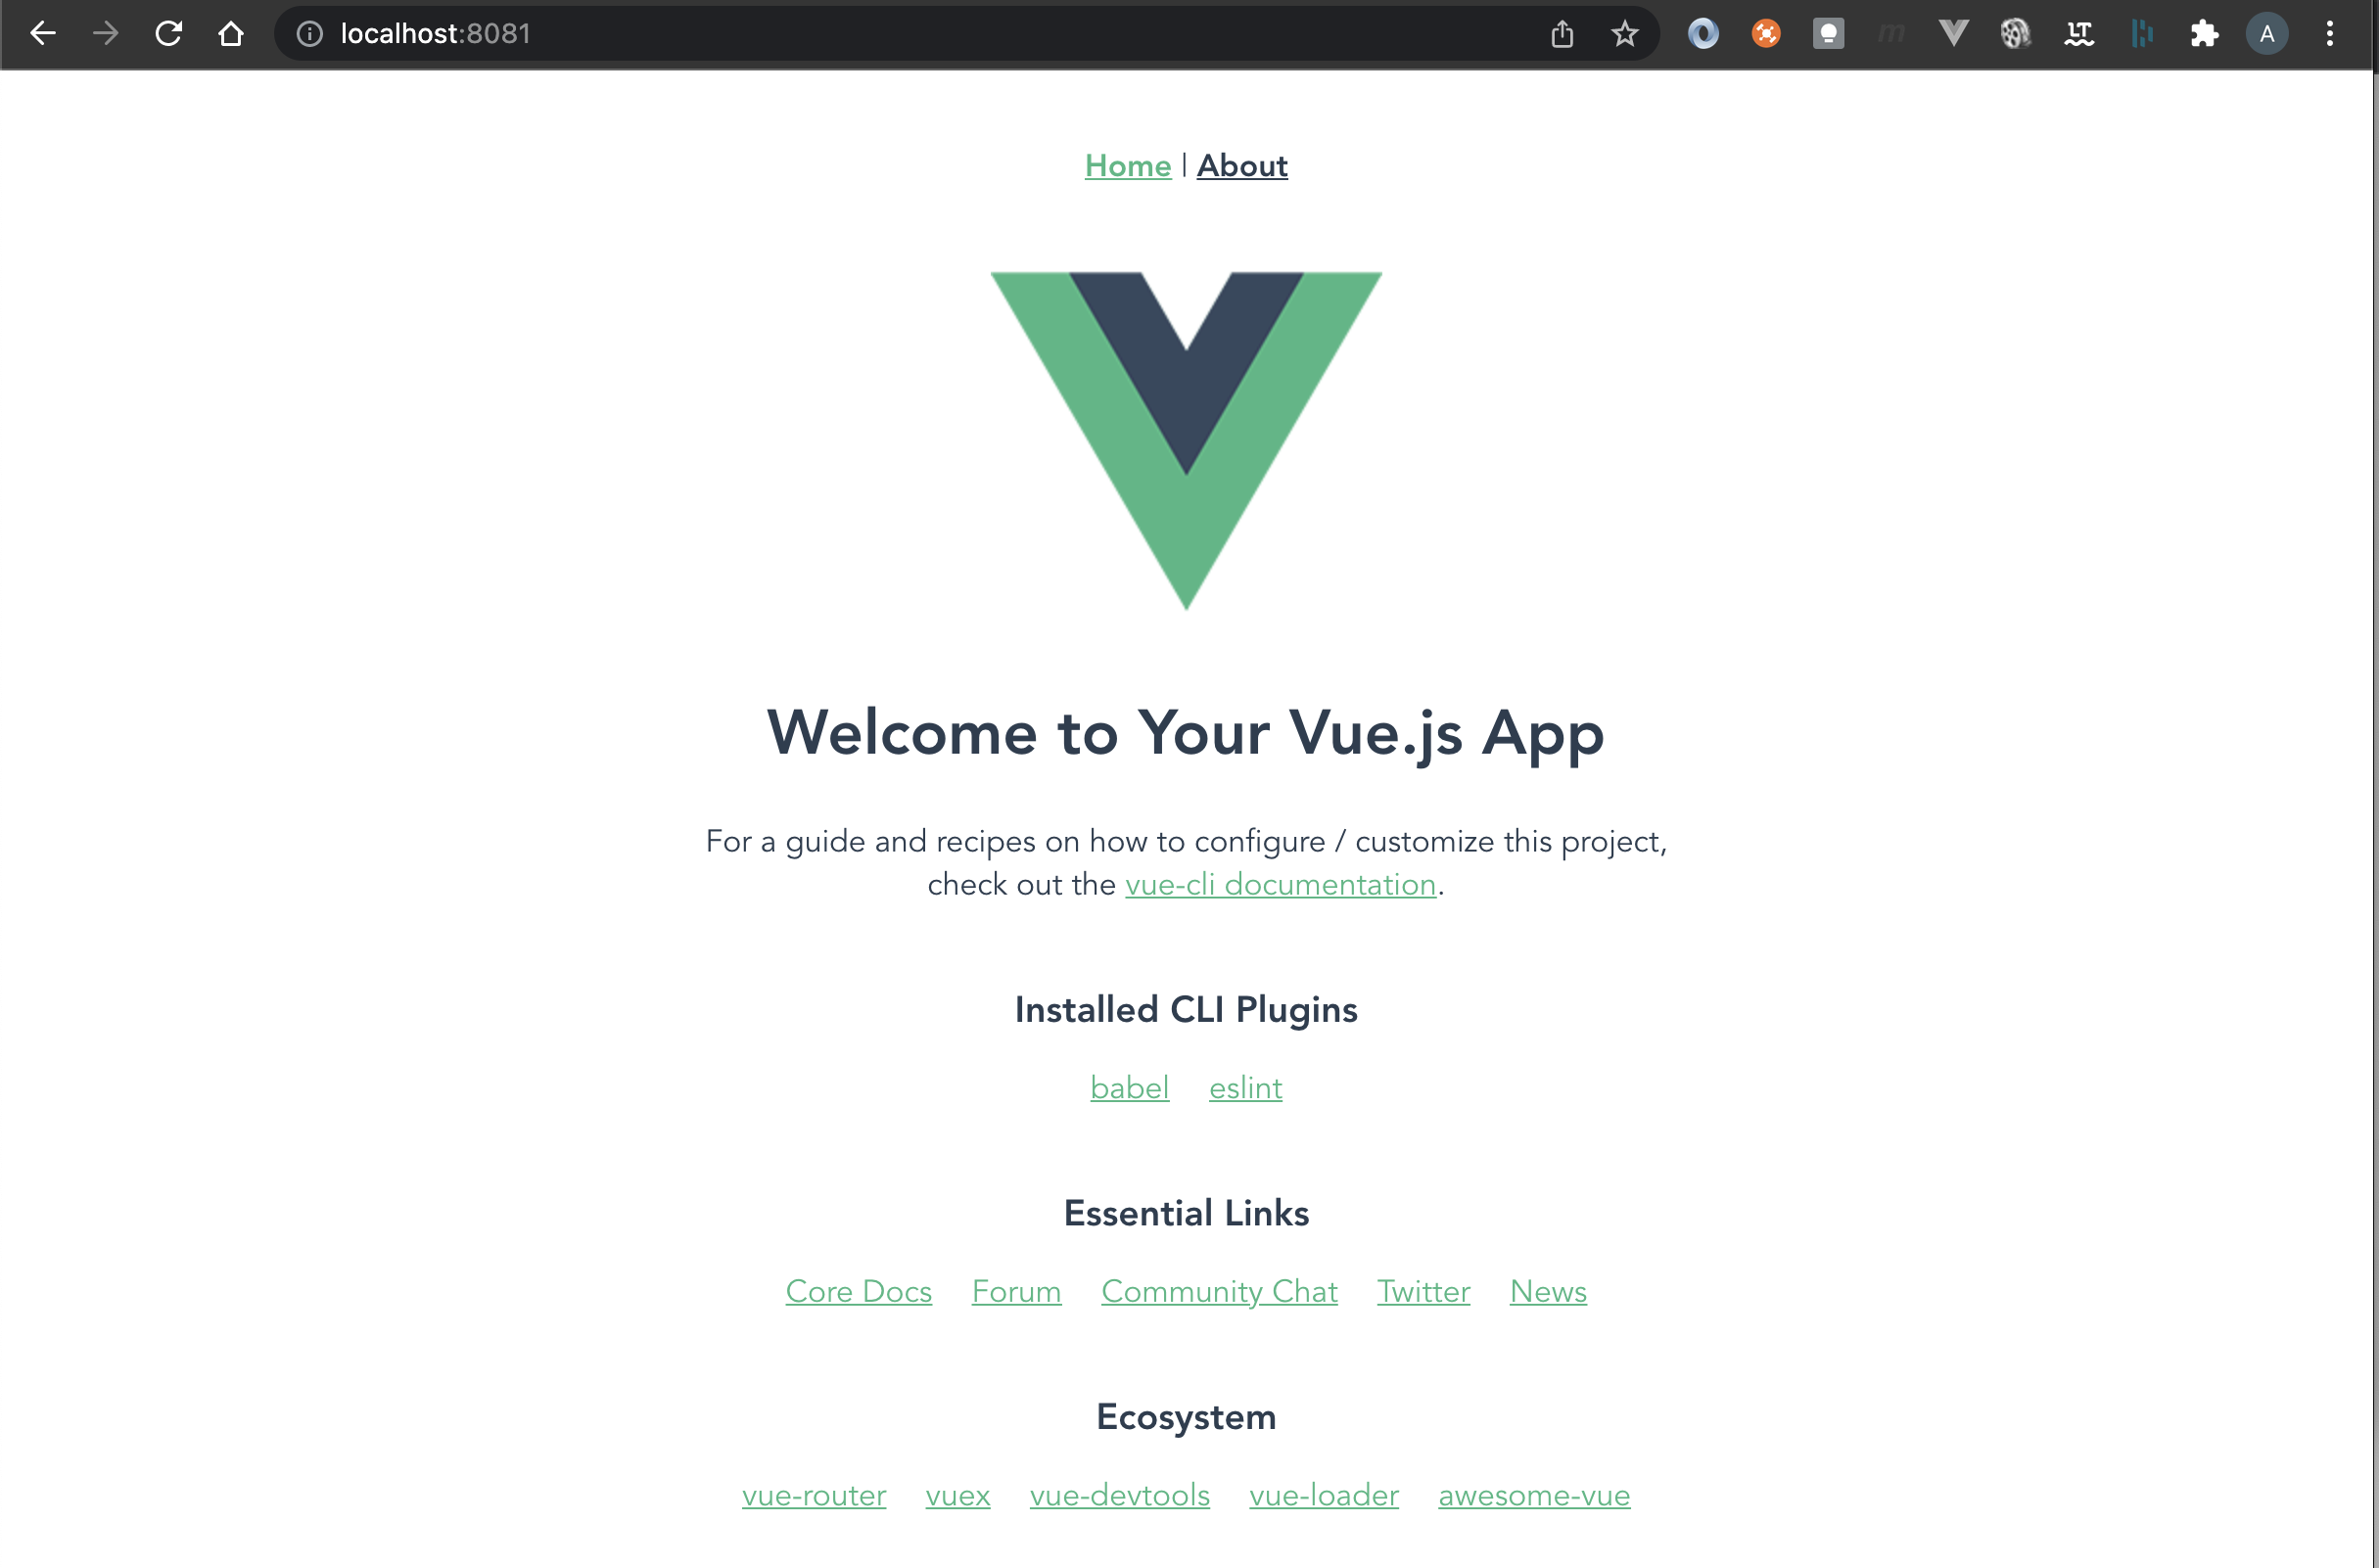 localhost:8081
m
LT
A
Home | About
Welcome to Your Vue.js App
For a guide and recipes on how to configure / customize this project,
check out the vue-cli documentation.
Installed CLI Plugins
babel eslint
Essential Links
Core Docs Forum Community Chat Twitter News
Ecosystem
vue-router vuex vue-devtools vue-loader awesome-vue